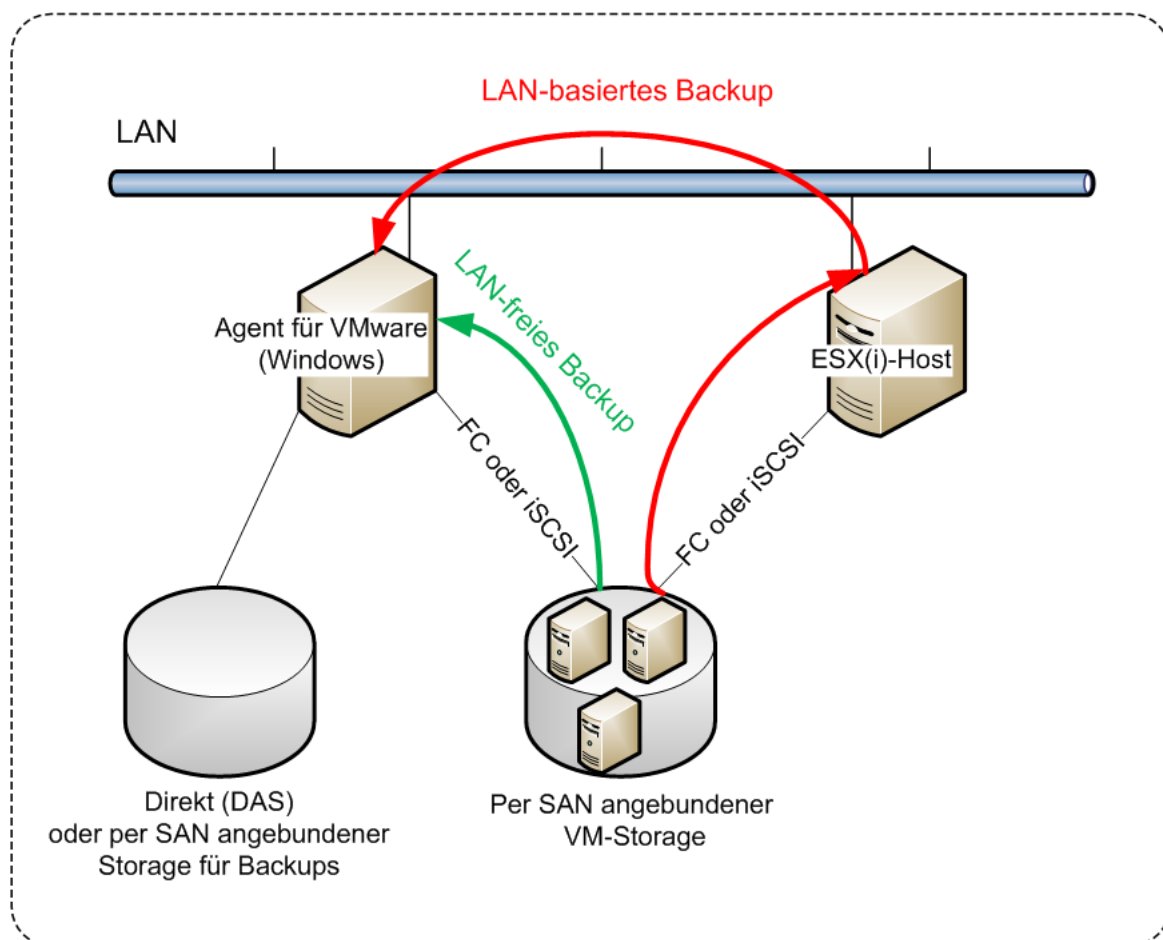 LAN-basiertes Backup
LAN
LAN-freies Backup
Agent für VMware
(Windows)
ESX(i)-Host
FC oder iSCSI
FC oder iSCSI
Direkt (DAS)
oder per SAN angebundener
Storage für Backups
Per SAN angebundener
VM-Storage